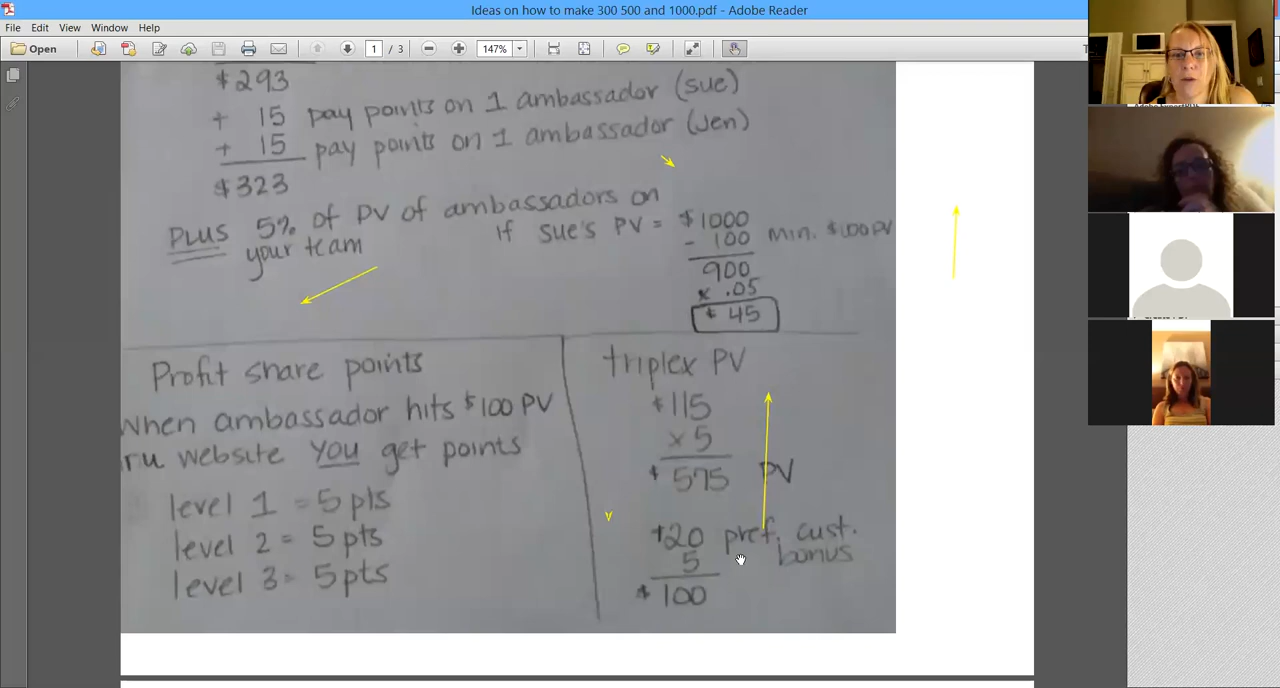 Ideas on how to make 300 500 and 1000.pdf - Adobe Reader
File Edit View Window Help
Open 1 / 3 147%
$293
+ 15 pay points on 1 ambassador (sue)
+ 15 pay points on 1 ambassador (Jen)
$323
PLUS 5% of PV of ambassadors on
your team
If sue's PV = $1000
- 100 min. $100PV
900
x .05
$ 45
Profit share points
When ambassador hits $100 PV
ru website YOU get points
level 1 = 5 pts
level 2 = 5 pts
level 3 = 5 pts
triplex PV
$115
x 5
$ 575 PV
$20 pref. cust.
bonus
5
$ 100